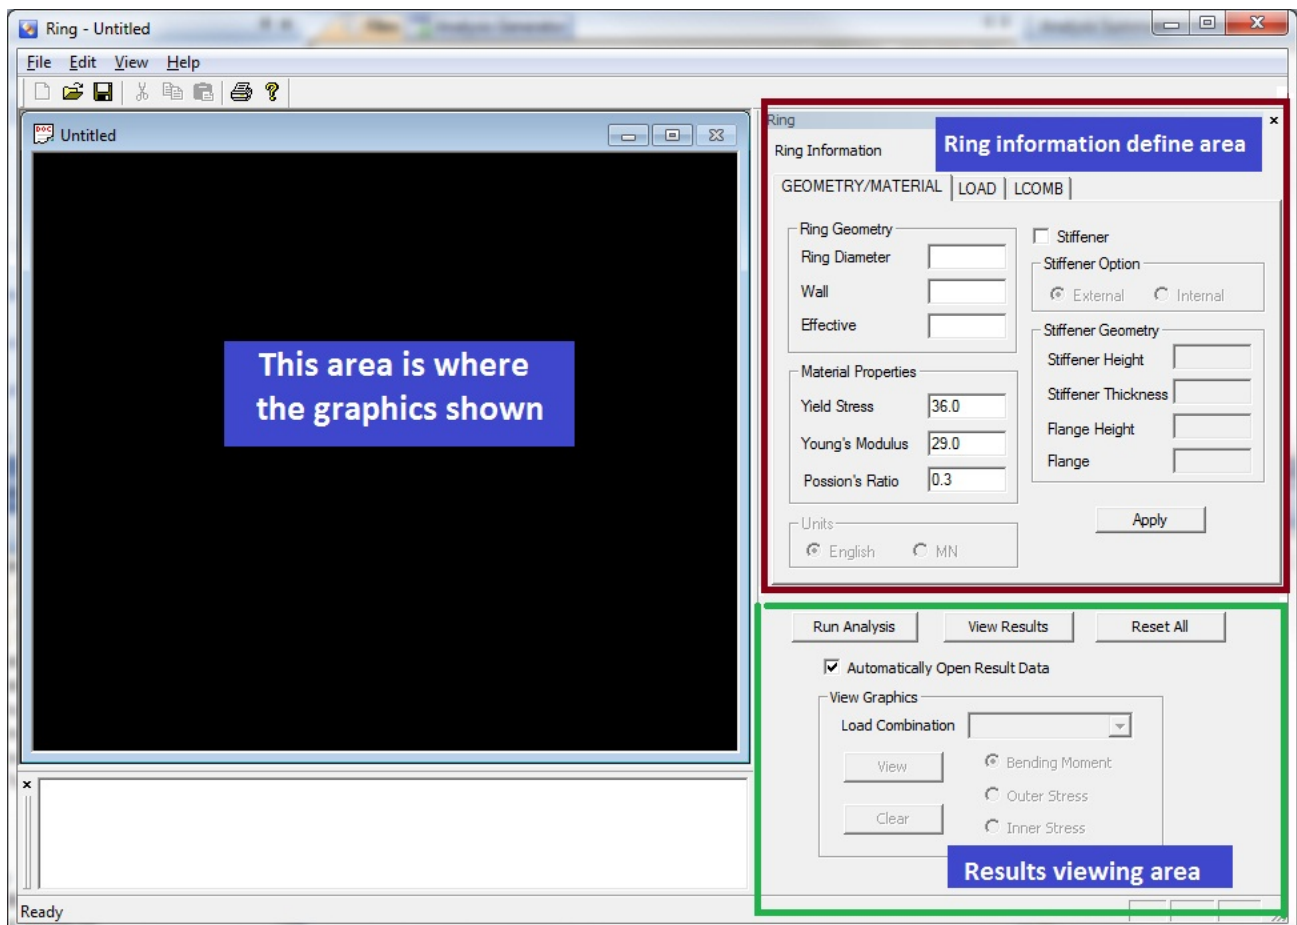 Ring - Untitled
Files Analysis Generator
File Edit View Help
Untitled
This area is where
the graphics shown
Ring
Ring information define area
Ring Information
GEOMETRY/MATERIAL LOAD LCOMB
Ring Geometry
Ring Diameter
Wall
Effective
Material Properties
Yield Stress 36.0
Young's Modulus 29.0
Possion's Ratio 0.3
Units
English MN
Stiffener
Stiffener Option
External Internal
Stiffener Geometry
Stiffener Height
Stiffener Thickness
Flange Height
Flange
Apply
Run Analysis View Results Reset All
Automatically Open Result Data
View Graphics
Load Combination
View
Clear
Bending Moment
Outer Stress
Inner Stress
Results viewing area
Ready